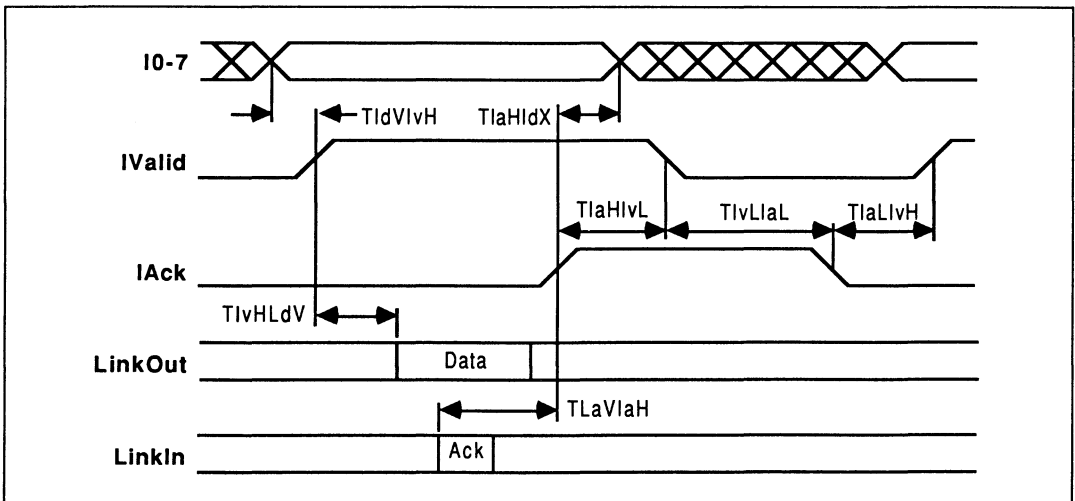 I0-7
TIdVIvH
TIaHIdX
IValid
TIaHIvL
TIvLIaL
TIaLIvH
IAck
TIvHLdV
LinkOut
Data
TLaVIaH
LinkIn
Ack